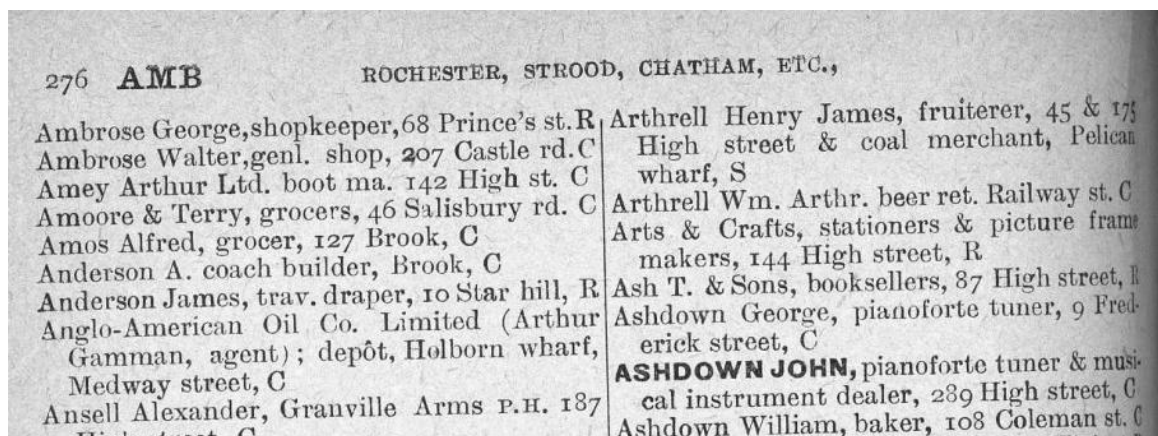 276 AMB
ROCHESTER, STROOD, CHATHAM, ETC.,
Ambrose George,shopkeeper,68 Prince's st.R
Ambrose Walter,genl. shop, 207 Castle rd.C
Amey Arthur Ltd. boot ma. 142 High st. C
Amoore & Terry, grocers, 46 Salisbury rd. C
Amos Alfred, grocer, 127 Brook, C
Anderson A. coach builder, Brook, C
Anderson James, trav. draper, 10 Star hill, R
Anglo-American Oil Co. Limited (Arthur
Gamman, agent) ; depôt, Holborn wharf,
Medway street, C
Ansell Alexander, Granville Arms P.H. 187
High street, C
Arthrell Henry James, fruiterer, 45 & 175
High street & coal merchant, Pelican
wharf, S
Arthrell Wm. Arthr. beer ret. Railway st. C
Arts & Crafts, stationers & picture frame
makers, 144 High street, R
Ash T. & Sons, booksellers, 87 High street, R
Ashdown George, pianoforte tuner, 9 Fred-
erick street, C
ASHDOWN JOHN, pianoforte tuner & musi-
cal instrument dealer, 289 High street, C
Ashdown William, baker, 108 Coleman st. C